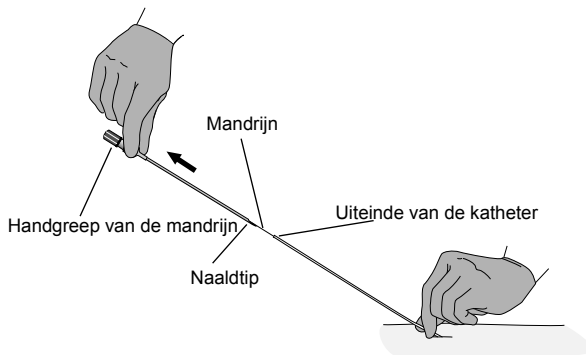 Mandrijn
Handgreep van de mandrijn
Uiteinde van de katheter
Naaldtip